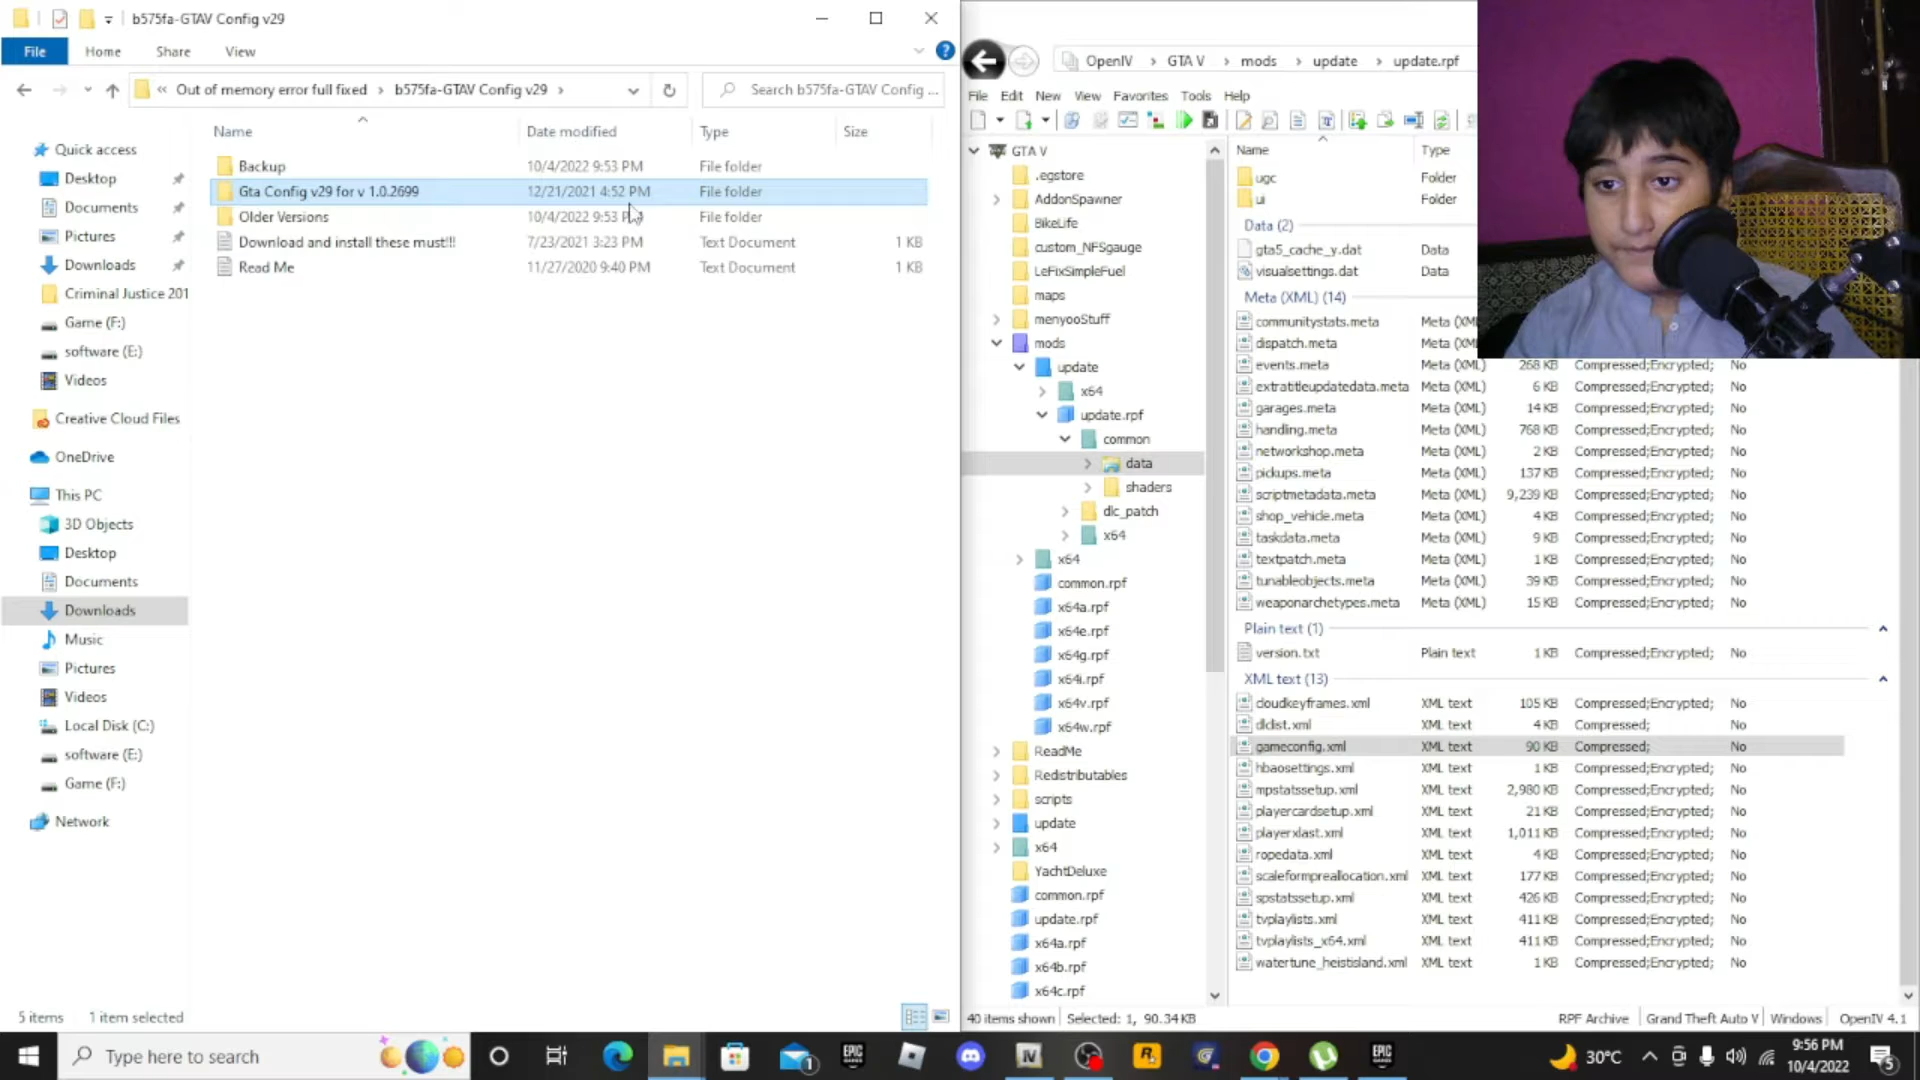 b575fa-GTAV Config v29
File Home Share View
« Out of memory error full fixed › b575fa-GTAV Config v29 ›
Search b575fa-GTAV Config ...
Name Date modified Type Size
Quick access
Desktop
Documents
Pictures
Downloads
Criminal Justice 201
Game (F:)
software (E:)
Videos
Creative Cloud Files
OneDrive
This PC
3D Objects
Desktop
Documents
Downloads
Music
Pictures
Videos
Local Disk (C:)
software (E:)
Game (F:)
Network
Backup 10/4/2022 9:53 PM File folder
Gta Config v29 for v 1.0.2699 12/21/2021 4:52 PM File folder
Older Versions 10/4/2022 9:53 PM File folder
Download and install these must!!! 7/23/2021 3:23 PM Text Document 1 KB
Read Me 11/27/2020 9:40 PM Text Document 1 KB
5 items 1 item selected
OpenIV › GTA V › mods › update › update.rpf
File Edit New View Favorites Tools Help
GTA V
.egstore
AddonSpawner
BikeLife
custom_NFSgauge
LeFixSimpleFuel
maps
menyooStuff
mods
update
x64
update.rpf
common
data
shaders
dlc_patch
x64
x64
common.rpf
x64a.rpf
x64e.rpf
x64g.rpf
x64i.rpf
x64v.rpf
x64w.rpf
ReadMe
Redistributables
scripts
update
x64
YachtDeluxe
common.rpf
update.rpf
x64a.rpf
x64b.rpf
x64c.rpf
Name Type
ugc Folder
ui Folder
Data (2)
gta5_cache_y.dat Data
visualsettings.dat Data
Meta (XML) (14)
communitystats.meta Meta (XM
dispatch.meta Meta (XM
events.meta Meta (XML) 268 KB Compressed;Encrypted; No
extratitleupdatedata.meta Meta (XML) 6 KB Compressed;Encrypted; No
garages.meta Meta (XML) 14 KB Compressed;Encrypted; No
handling.meta Meta (XML) 768 KB Compressed;Encrypted; No
networkshop.meta Meta (XML) 2 KB Compressed;Encrypted; No
pickups.meta Meta (XML) 137 KB Compressed;Encrypted; No
scriptmetadata.meta Meta (XML) 9,239 KB Compressed;Encrypted; No
shop_vehicle.meta Meta (XML) 4 KB Compressed;Encrypted; No
taskdata.meta Meta (XML) 9 KB Compressed;Encrypted; No
textpatch.meta Meta (XML) 1 KB Compressed;Encrypted; No
tunableobjects.meta Meta (XML) 39 KB Compressed;Encrypted; No
weaponarchetypes.meta Meta (XML) 15 KB Compressed;Encrypted; No
Plain text (1)
version.txt Plain text 1 KB Compressed;Encrypted; No
XML text (13)
cloudkeyframes.xml XML text 105 KB Compressed;Encrypted; No
dlclist.xml XML text 4 KB Compressed; No
gameconfig.xml XML text 90 KB Compressed; No
hbaosettings.xml XML text 1 KB Compressed;Encrypted; No
mpstatssetup.xml XML text 2,980 KB Compressed;Encrypted; No
playercardsetup.xml XML text 21 KB Compressed;Encrypted; No
playerxlast.xml XML text 1,011 KB Compressed;Encrypted; No
ropedata.xml XML text 4 KB Compressed;Encrypted; No
scaleformpreallocation.xml XML text 177 KB Compressed;Encrypted; No
spstatssetup.xml XML text 426 KB Compressed;Encrypted; No
tvplaylists.xml XML text 411 KB Compressed;Encrypted; No
tvplaylists_x64.xml XML text 411 KB Compressed;Encrypted; No
watertune_heistisland.xml XML text 1 KB Compressed;Encrypted; No
40 items shown Selected: 1, 90.34 KB RPF Archive Grand Theft Auto V Windows OpenIV 4.1
Type here to search
1
EPIC GAMES
IV
R
EPIC GAMES
30°C
9:56 PM
10/4/2022
5